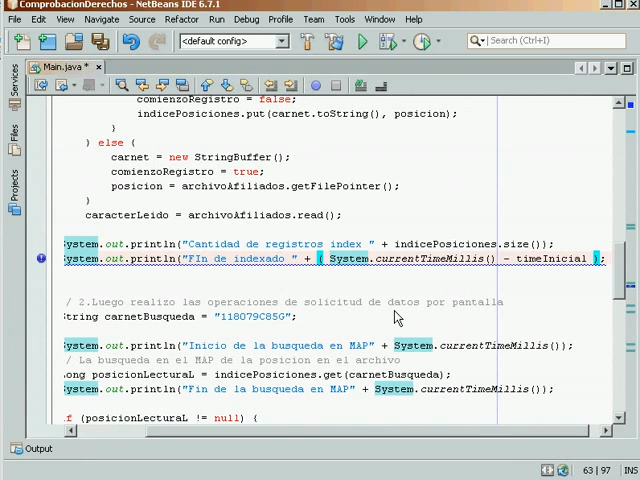 ComprobacionDerechos - NetBeans IDE 6.7.1
File Edit View Navigate Source Refactor Run Debug Profile Team Tools Window Help
<default config> Search (Ctrl+I)
Main.java *
Services
Files
Projects
comienzoRegistro = false;
indicePosiciones.put(carnet.toString(), posicion);
}
} else {
carnet = new StringBuffer();
comienzoRegistro = true;
posicion = archivoAfiliados.getFilePointer();
}
caracterLeido = archivoAfiliados.read();
System.out.println("Cantidad de registros index " + indicePosiciones.size());
System.out.println("FIn de indexado " + ( System.currentTimeMillis() - timeInicial );
/ 2.Luego realizo las operaciones de solicitud de datos por pantalla
String carnetBusqueda = "118079C85G";
System.out.println("Inicio de la busqueda en MAP" + System.currentTimeMillis());
/ La busqueda en el MAP de la posicion en el archivo
Long posicionLecturaL = indicePosiciones.get(carnetBusqueda);
System.out.println("Fin de la busqueda en MAP" + System.currentTimeMillis());
if (posicionLecturaL != null) {
Output
63 | 97 INS